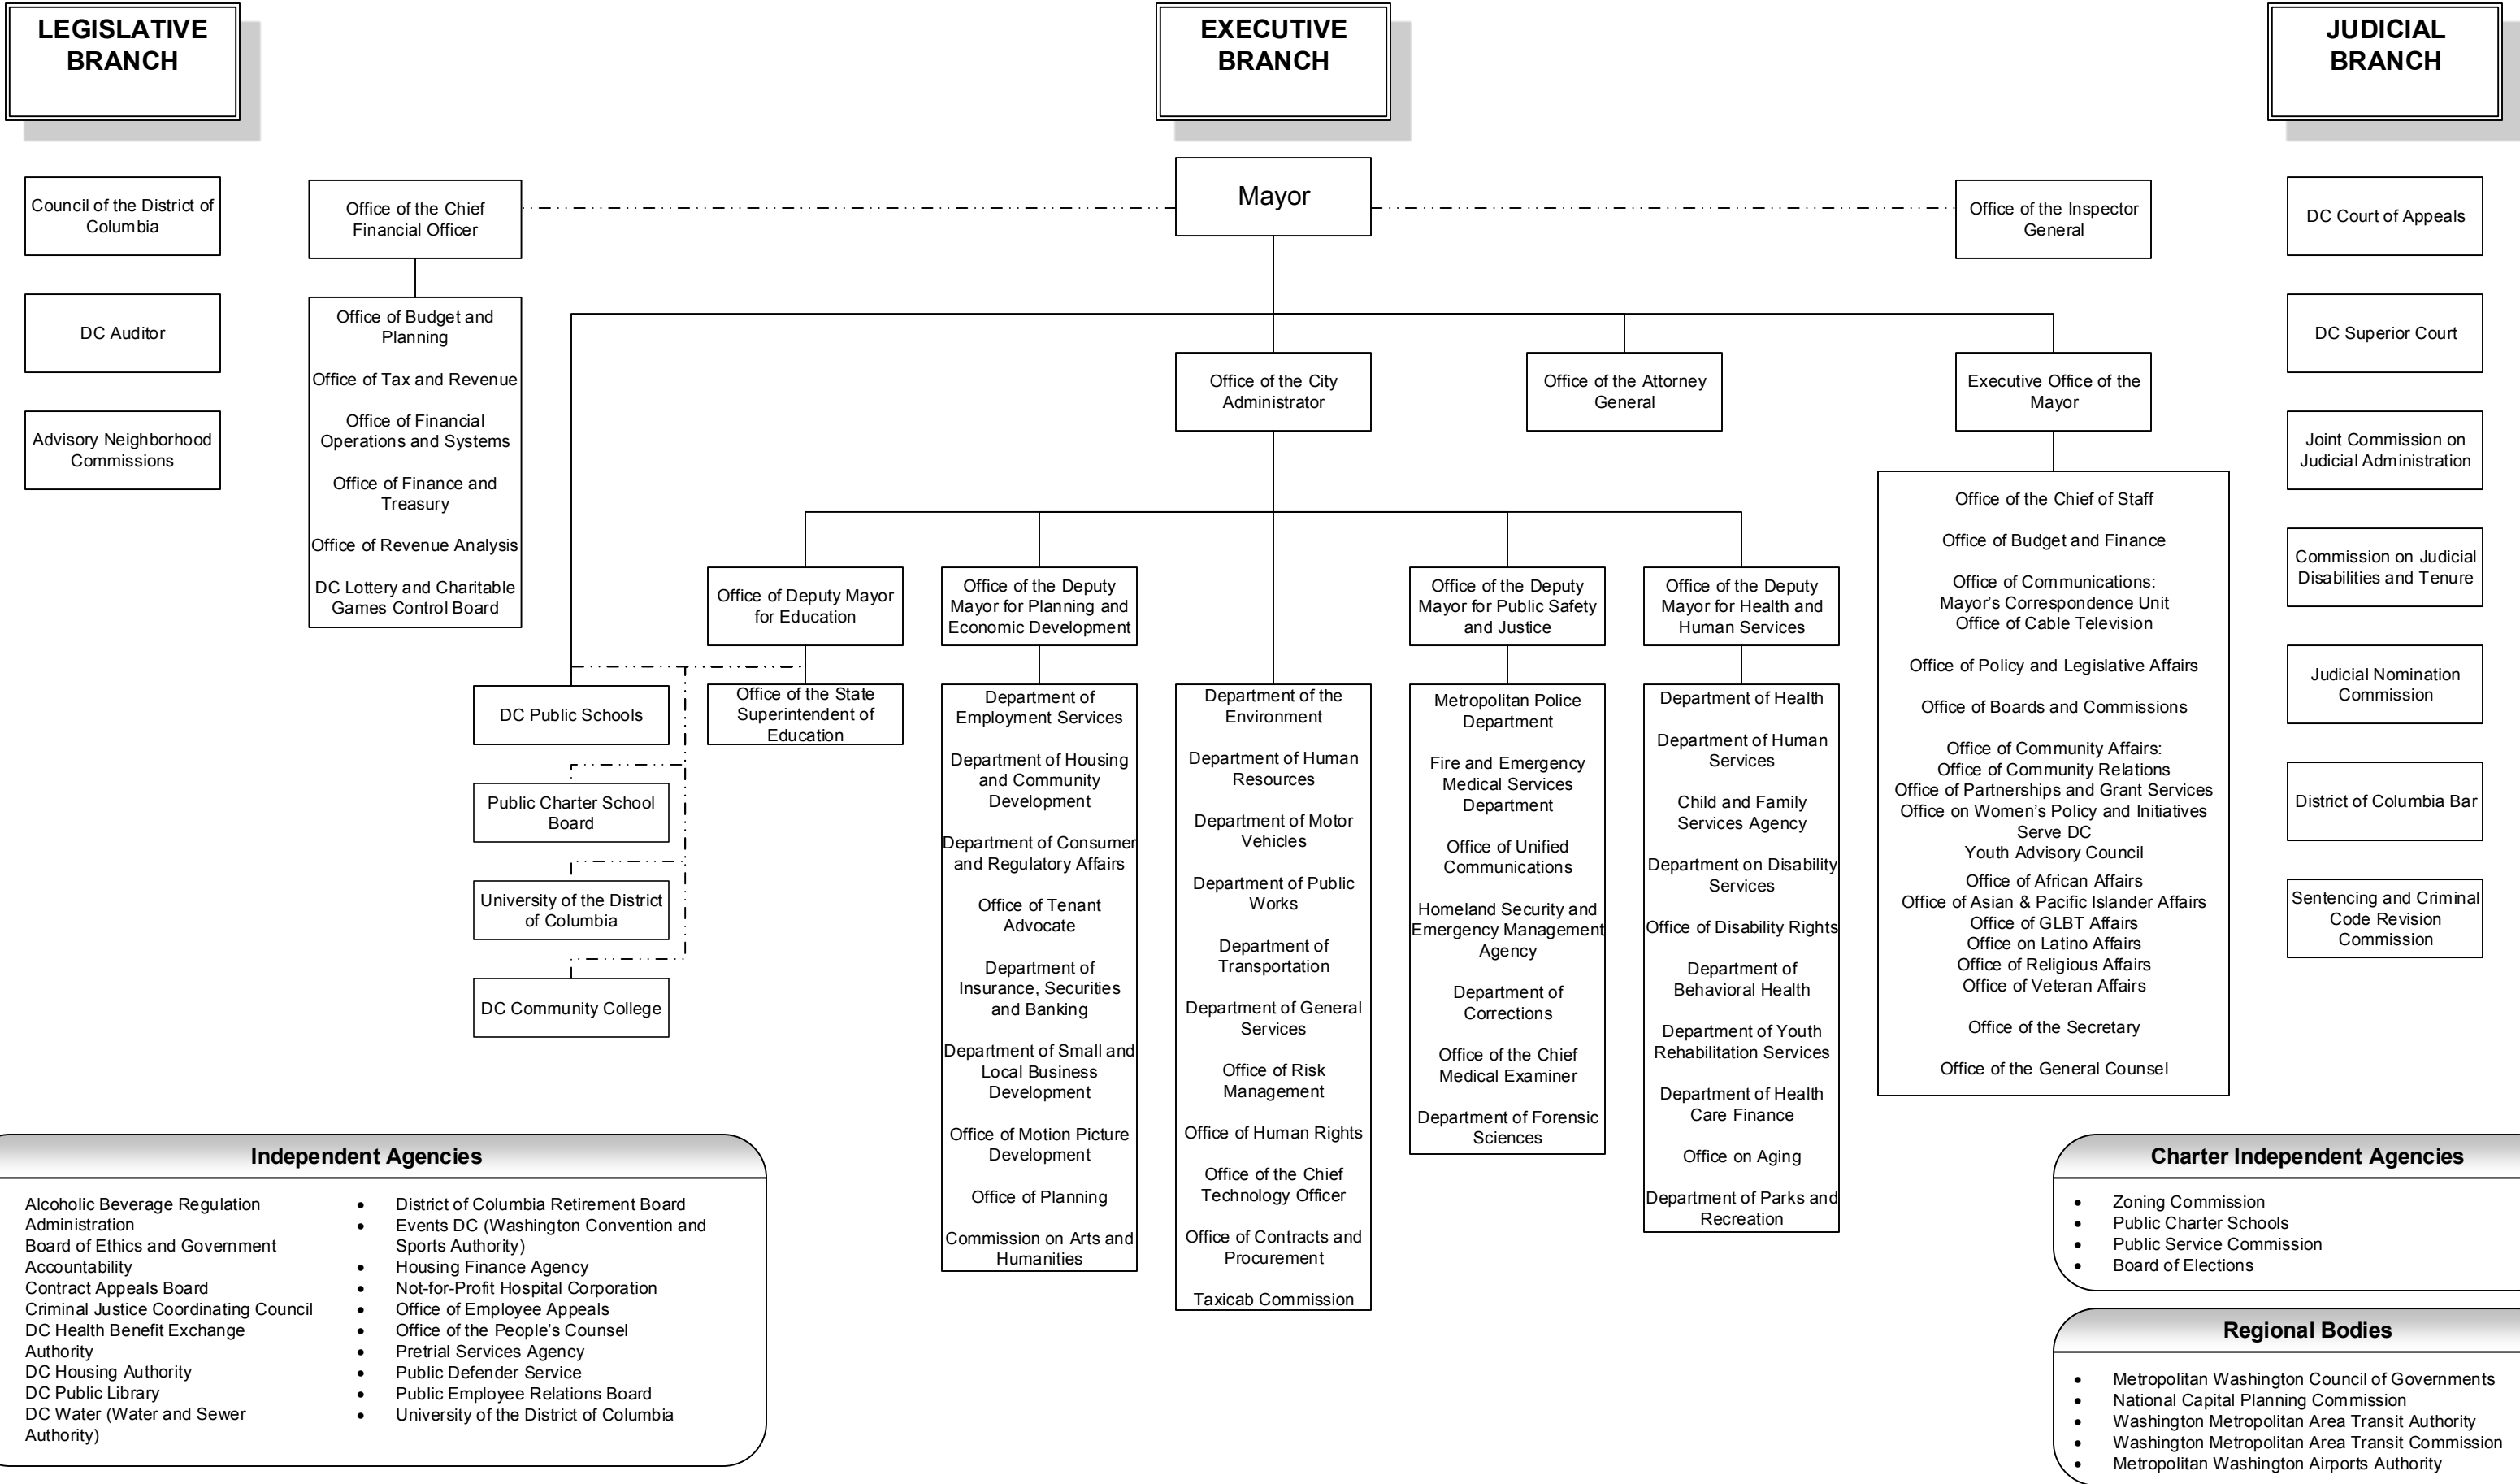 LEGISLATIVE
BRANCH
EXECUTIVE
BRANCH
JUDICIAL
BRANCH
Council of the District of
Columbia
DC Auditor
Advisory Neighborhood
Commissions
Office of the Chief
Financial Officer
Office of Budget and
Planning
Office of Tax and Revenue
Office of Financial
Operations and Systems
Office of Finance and
Treasury
Office of Revenue Analysis
DC Lottery and Charitable
Games Control Board
Mayor
Office of the Inspector
General
Office of the City
Administrator
Office of the Attorney
General
Executive Office of the
Mayor
DC Public Schools
Public Charter School
Board
University of the District
of Columbia
DC Community College
Office of Deputy Mayor
for Education
Office of the State
Superintendent of
Education
Office of the Deputy
Mayor for Planning and
Economic Development
Department of
Employment Services
Department of Housing
and Community
Development
Department of Consumer
and Regulatory Affairs
Office of Tenant
Advocate
Department of
Insurance, Securities
and Banking
Department of Small and
Local Business
Development
Office of Motion Picture
Development
Office of Planning
Commission on Arts and
Humanities
Department of the
Environment
Department of Human
Resources
Department of Motor
Vehicles
Department of Public
Works
Department of
Transportation
Department of General
Services
Office of Risk
Management
Office of Human Rights
Office of the Chief
Technology Officer
Office of Contracts and
Procurement
Taxicab Commission
Office of the Deputy
Mayor for Public Safety
and Justice
Metropolitan Police
Department
Fire and Emergency
Medical Services
Department
Office of Unified
Communications
Homeland Security and
Emergency Management
Agency
Department of
Corrections
Office of the Chief
Medical Examiner
Department of Forensic
Sciences
Office of the Deputy
Mayor for Health and
Human Services
Department of Health
Department of Human
Services
Child and Family
Services Agency
Department on Disability
Services
Office of Disability Rights
Department of
Behavioral Health
Department of Youth
Rehabilitation Services
Department of Health
Care Finance
Office on Aging
Department of Parks and
Recreation
Office of the Chief of Staff
Office of Budget and Finance
Office of Communications:
Mayor’s Correspondence Unit
Office of Cable Television
Office of Policy and Legislative Affairs
Office of Boards and Commissions
Office of Community Affairs:
Office of Community Relations
Office of Partnerships and Grant Services
Office on Women’s Policy and Initiatives
Serve DC
Youth Advisory Council
Office of African Affairs
Office of Asian & Pacific Islander Affairs
Office of GLBT Affairs
Office on Latino Affairs
Office of Religious Affairs
Office of Veteran Affairs
Office of the Secretary
Office of the General Counsel
DC Court of Appeals
DC Superior Court
Joint Commission on
Judicial Administration
Commission on Judicial
Disabilities and Tenure
Judicial Nomination
Commission
District of Columbia Bar
Sentencing and Criminal
Code Revision
Commission
Independent Agencies
Alcoholic Beverage Regulation
Administration
Board of Ethics and Government
Accountability
Contract Appeals Board
Criminal Justice Coordinating Council
DC Health Benefit Exchange
Authority
DC Housing Authority
DC Public Library
DC Water (Water and Sewer
Authority)
• District of Columbia Retirement Board
• Events DC (Washington Convention and
Sports Authority)
• Housing Finance Agency
• Not-for-Profit Hospital Corporation
• Office of Employee Appeals
• Office of the People’s Counsel
• Pretrial Services Agency
• Public Defender Service
• Public Employee Relations Board
• University of the District of Columbia
Charter Independent Agencies
• Zoning Commission
• Public Charter Schools
• Public Service Commission
• Board of Elections
Regional Bodies
• Metropolitan Washington Council of Governments
• National Capital Planning Commission
• Washington Metropolitan Area Transit Authority
• Washington Metropolitan Area Transit Commission
• Metropolitan Washington Airports Authority